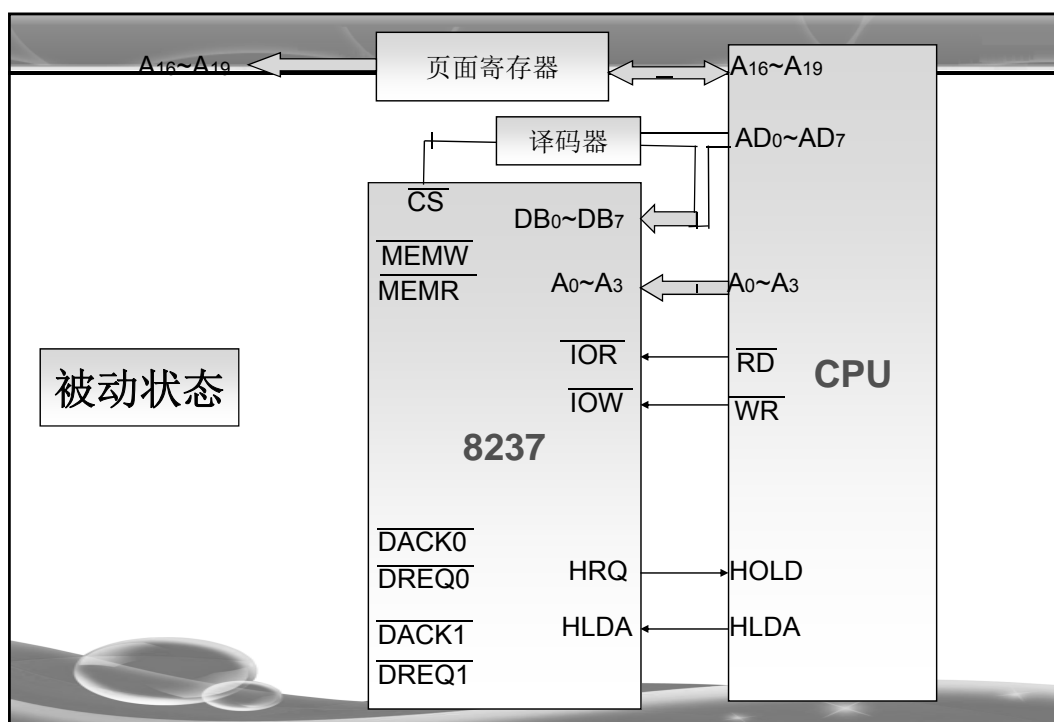 A16~A19
页面寄存器
A16~A19
译码器
AD0~AD7
CS
DB0~DB7
MEMW
MEMR
A0~A3
A0~A3
IOR
RD
被动状态
CPU
IOW
WR
8237
DACK0
DREQ0
HRQ
HOLD
DACK1
HLDA
HLDA
DREQ1